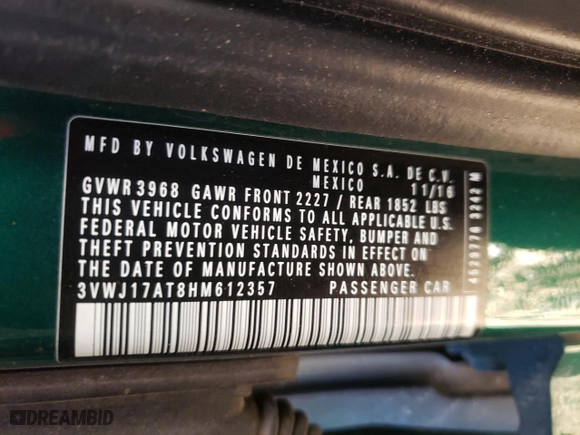 MFD BY VOLKSWAGEN DE MEXICO S.A. DE C.V.
MEXICO 11/16
GVWR 3968 GAWR FRONT 2227 / REAR 1852 LBS
THIS VEHICLE CONFORMS TO ALL APPLICABLE U.S.
FEDERAL MOTOR VEHICLE SAFETY, BUMPER AND
THEFT PREVENTION STANDARDS IN EFFECT ON
THE DATE OF MANUFACTURE SHOWN ABOVE.
3VWJ17AT8HM612357 PASSENGER CAR
4529776 3242 M
DREAMBID